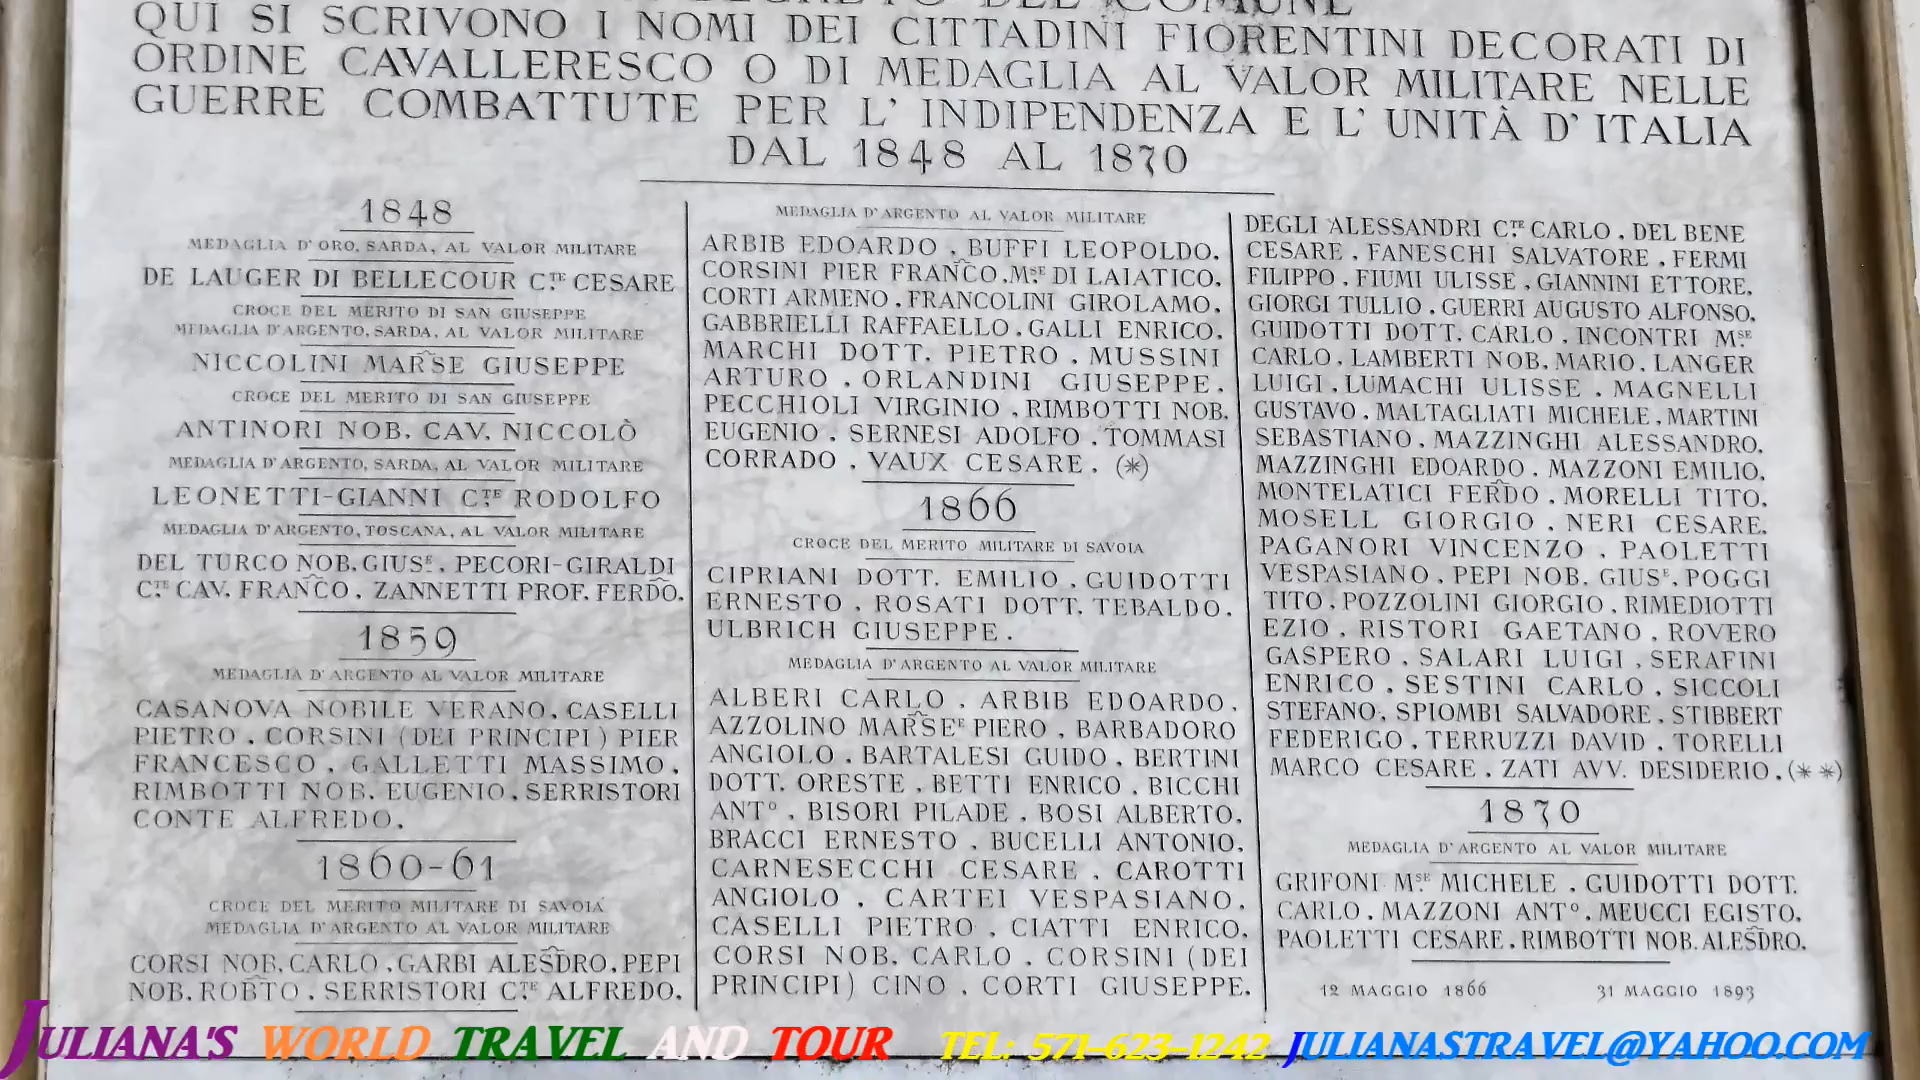 DECRETO DEL COMUNE
QUI SI SCRIVONO I NOMI DEI CITTADINI FIORENTINI DECORATI DI
ORDINE CAVALLERESCO O DI MEDAGLIA AL VALOR MILITARE NELLE
GUERRE COMBATTUTE PER L' INDIPENDENZA E L' UNITÀ D' ITALIA
DAL 1848 AL 1870
1848
MEDAGLIA D' ORO, SARDA, AL VALOR MILITARE
DE LAUGER DI BELLECOUR C.TE CESARE
CROCE DEL MERITO DI SAN GIUSEPPE
MEDAGLIA D'ARGENTO, SARDA, AL VALOR MILITARE
NICCOLINI MARSE GIUSEPPE
CROCE DEL MERITO DI SAN GIUSEPPE
ANTINORI NOB. CAV. NICCOLÒ
MEDAGLIA D'ARGENTO, SARDA, AL VALOR MILITARE
LEONETTI-GIANNI C.TE RODOLFO
MEDAGLIA D'ARGENTO, TOSCANA, AL VALOR MILITARE
DEL TURCO NOB. GIUS.E . PECORI-GIRALDI
C.TE CAV. FRANCO . ZANNETTI PROF. FERDO.
1859
MEDAGLIA D' ARGENTO AL VALOR MILITARE
CASANOVA NOBILE VERANO . CASELLI
PIETRO . CORSINI (DEI PRINCIPI) PIER
FRANCESCO . GALLETTI MASSIMO .
RIMBOTTI NOB. EUGENIO . SERRISTORI
CONTE ALFREDO.
1860-61
CROCE DEL MERITO MILITARE DI SAVOIA
MEDAGLIA D'ARGENTO AL VALOR MILITARE
CORSI NOB. CARLO . GARBI ALESDRO. PEPI
NOB. ROBTO . SERRISTORI C.TE ALFREDO.
MEDAGLIA D'ARGENTO AL VALOR MILITARE
ARBIB EDOARDO . BUFFI LEOPOLDO.
CORSINI PIER FRANCO . M.SE DI LAIATICO.
CORTI ARMENO . FRANCOLINI GIROLAMO.
GABBRIELLI RAFFAELLO . GALLI ENRICO.
MARCHI DOTT. PIETRO . MUSSINI
ARTURO . ORLANDINI GIUSEPPE.
PECCHIOLI VIRGINIO . RIMBOTTI NOB.
EUGENIO . SERNESI ADOLFO . TOMMASI
CORRADO . VAUX CESARE . (*)
1866
CROCE DEL MERITO MILITARE DI SAVOIA
CIPRIANI DOTT. EMILIO . GUIDOTTI
ERNESTO . ROSATI DOTT. TEBALDO.
ULBRICH GIUSEPPE.
MEDAGLIA D'ARGENTO AL VALOR MILITARE
ALBERI CARLO . ARBIB EDOARDO.
AZZOLINO MARSE PIERO . BARBADORO
ANGIOLO . BARTALESI GUIDO . BERTINI
DOTT. ORESTE . BETTI ENRICO . BICCHI
ANTº . BISORI PILADE . BOSI ALBERTO.
BRACCI ERNESTO . BUCELLI ANTONIO.
CARNESECCHI CESARE . CAROTTI
ANGIOLO . CARTEI VESPASIANO.
CASELLI PIETRO . CIATTI ENRICO.
CORSI NOB. CARLO . CORSINI (DEI
PRINCIPI) CINO . CORTI GIUSEPPE.
DEGLI ALESSANDRI C.TE CARLO . DEL BENE
CESARE . FANESCHI SALVATORE . FERMI
FILIPPO . FIUMI ULISSE . GIANNINI ETTORE.
GIORGI TULLIO . GUERRI AUGUSTO ALFONSO.
GUIDOTTI DOTT. CARLO . INCONTRI M.SE
CARLO . LAMBERTI NOB. MARIO . LANGER
LUIGI . LUMACHI ULISSE . MAGNELLI
GUSTAVO . MALTAGLIATI MICHELE . MARTINI
SEBASTIANO . MAZZINGHI ALESSANDRO.
MAZZINGHI EDOARDO . MAZZONI EMILIO.
MONTELATICI FERDO . MORELLI TITO.
MOSELL GIORGIO . NERI CESARE.
PAGANORI VINCENZO . PAOLETTI
VESPASIANO . PEPI NOB. GIUS.E . POGGI
TITO . POZZOLINI GIORGIO . RIMEDIOTTI
EZIO . RISTORI GAETANO . ROVERO
GASPERO . SALARI LUIGI . SERAFINI
ENRICO . SESTINI CARLO . SICCOLI
STEFANO . SPIOMBI SALVADORE . STIBBERT
FEDERIGO . TERRUZZI DAVID . TORELLI
MARCO CESARE . ZATI AVV. DESIDERIO . (* *)
1870
MEDAGLIA D'ARGENTO AL VALOR MILITARE
GRIFONI M.SE MICHELE . GUIDOTTI DOTT.
CARLO . MAZZONI ANTº . MEUCCI EGISTO.
PAOLETTI CESARE . RIMBOTTI NOB. ALESDRO.
12 MAGGIO 1866 31 MAGGIO 1893
JULIANA'S WORLD TRAVEL AND TOUR TEL: 571-623-1242 JULIANASTRAVEL@YAHOO.COM